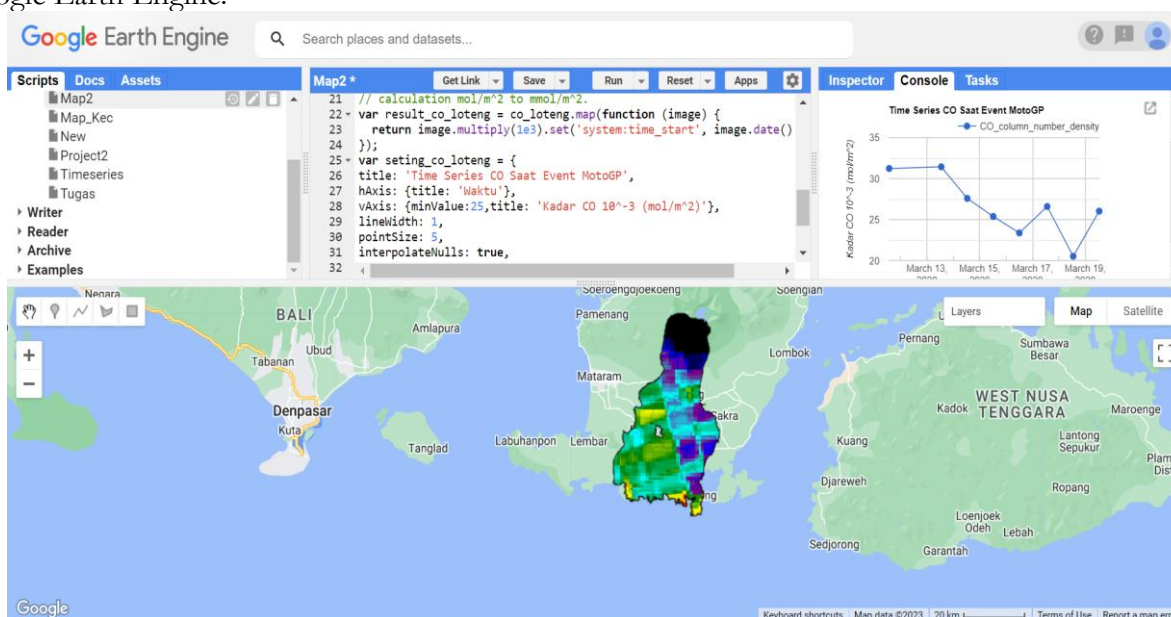 Google Earth Engine
Search places and datasets...
Scripts Docs Assets
Map2
Map_Kec
New
Project2
Timeseries
Tugas
Writer
Reader
Archive
Examples
Map2 *
Get Link
Save
Run
Reset
Apps
21 // calculation mol/m^2 to mmol/m^2.
22 var result_co_loteng = co_loteng.map(function (image) {
23 return image.multiply(1e3).set('system:time_start', image.date()
24 });
25 var seting_co_loteng = {
26 title: 'Time Series CO Saat Event MotoGP',
27 hAxis: {title: 'Waktu'},
28 vAxis: {minValue:25,title: 'Kadar CO 10^-3 (mol/m^2)'},
29 lineWidth: 1,
30 pointSize: 5,
31 interpolateNulls: true,
32
Inspector Console Tasks
Time Series CO Saat Event MotoGP
CO_column_number_density
Kadar CO 10^-3 (mol/m^2)
35
30
25
20
March 13, March 15, March 17, March 19,
Negara
BALI
Amlapura
Ubud
Tabanan
Denpasar
Kuta
Tanglad
Soeroengdjoekoeng
Soengian
Pamenang
Lombok
Mataram
Sakra
Labuhanpon
Lembar
Layers
Map
Satellite
Pernang
Sumbawa
Besar
WEST NUSA
TENGGARA
Kadok
Maroenge
Kuang
Lantong
Sepukur
Djareweh
Ropang
Loenjoek
Odeh
Lebah
Sedjorong
Garantah
Google
Keyboard shortcuts
Map data ©2023
20 km
Terms of Use